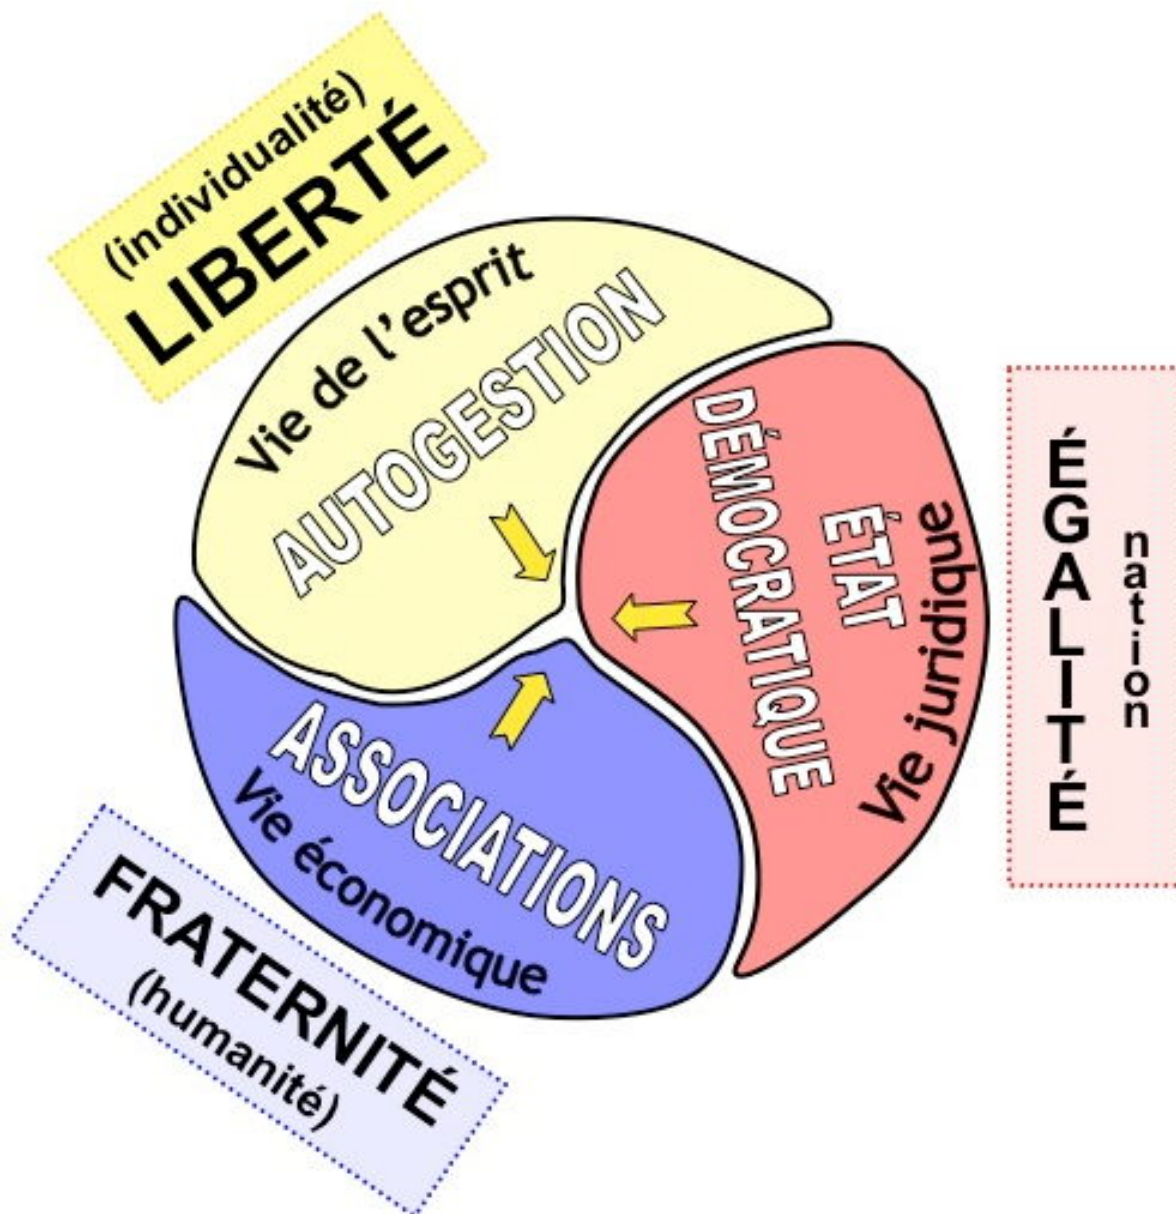 (individualité)
LIBERTÉ
Vie de l'esprit
AUTOGESTION
DÉMOCRATIQUE
ÉTAT
Vie juridique
ÉGALITÉ
nation
ASSOCIATIONS
Vie économique
FRATERNITÉ
(humanité)